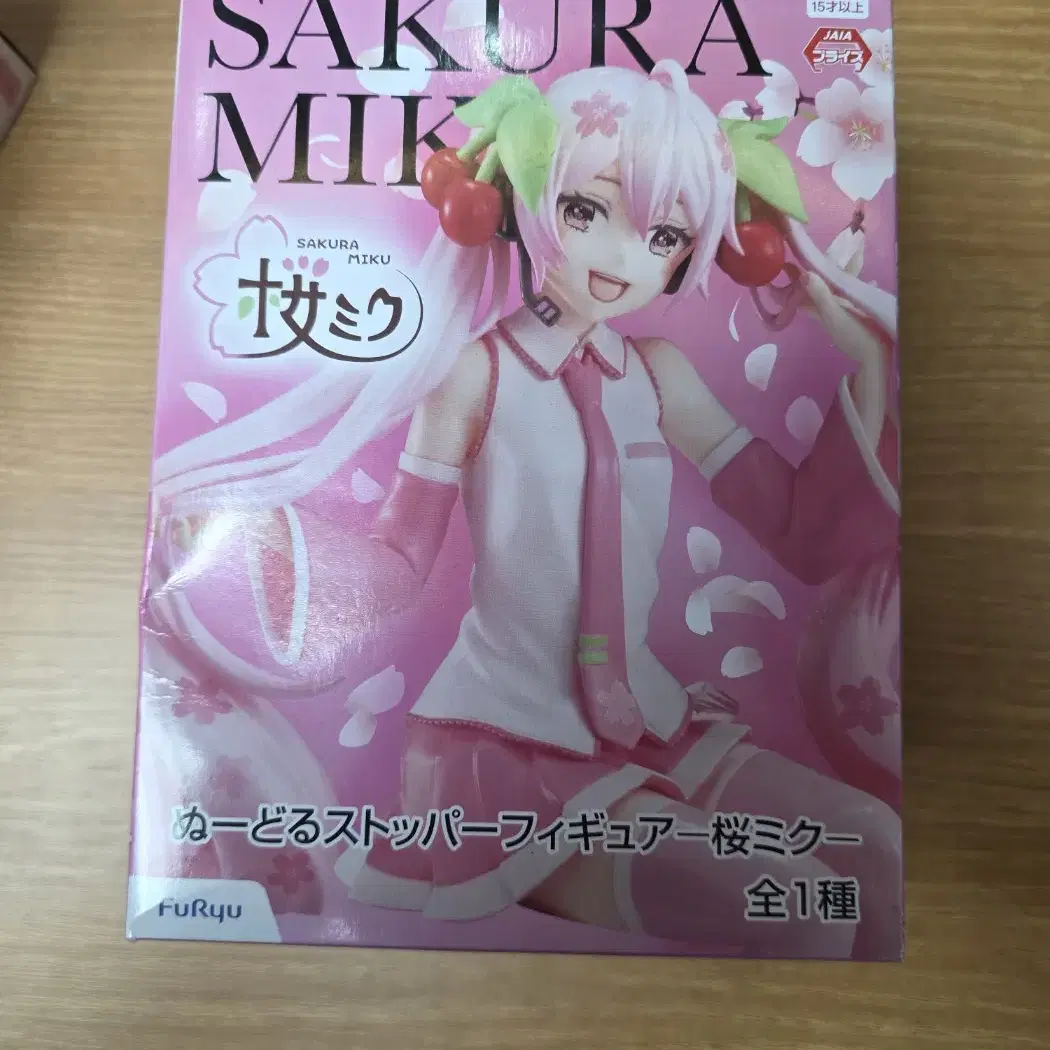 15才以上
JAIA
プライズ
SAKURA
MIK
SAKURA
MIKU
桜ミク
ぬーどるストッパーフィギュアー桜ミクー
全1種
FuRyu